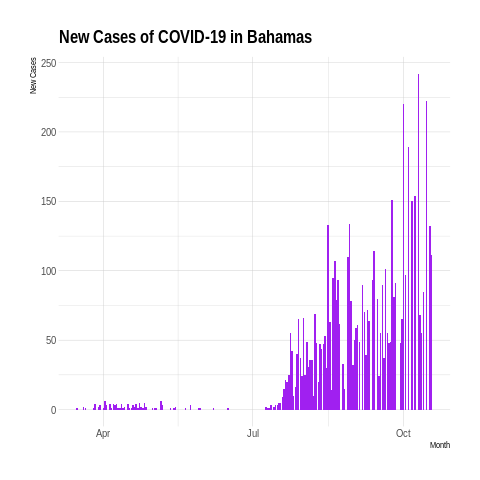 New Cases of COVID-19 in Bahamas
New Cases
250
200
150
100
50
0
Apr
Jul
Oct
Month